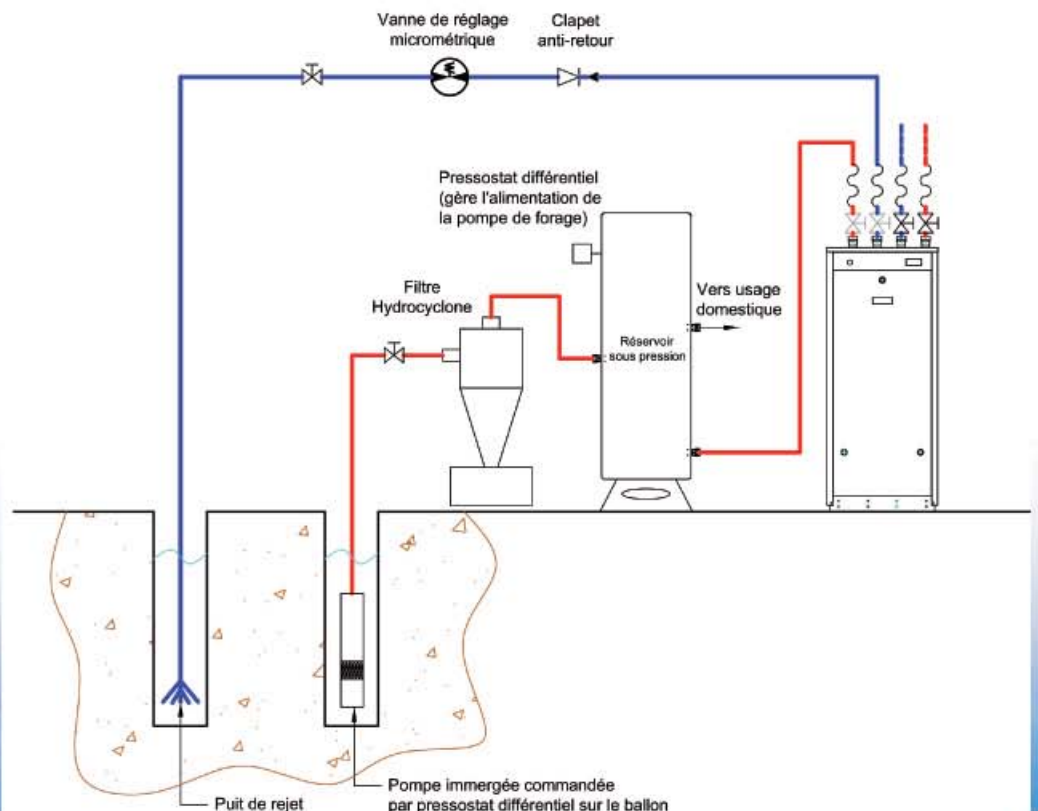 Vanne de réglage
micrométrique
Clapet
anti-retour
Pressostat différentiel
(gère l'alimentation de
la pompe de forage)
Filtre
Hydrocyclone
Vers usage
domestique
Réservoir
sous pression
Puit de rejet
Pompe immergée commandée
par pressostat différentiel sur le ballon